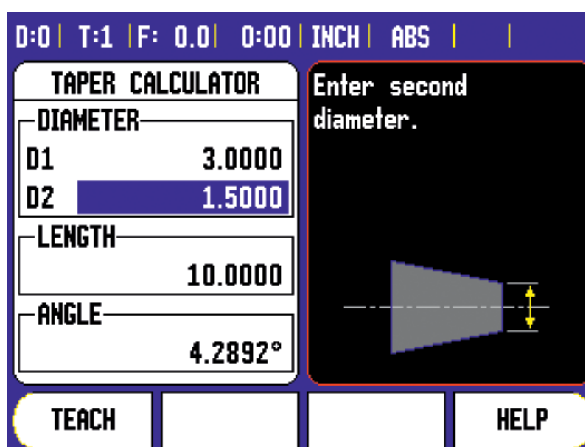 D:0 | T:1 | F: 0.0 | 0:00 | INCH | ABS | |
TAPER CALCULATOR
DIAMETER
D1 3.0000
D2 1.5000
LENGTH
10.0000
ANGLE
4.2892°
Enter second
diameter.
TEACH HELP